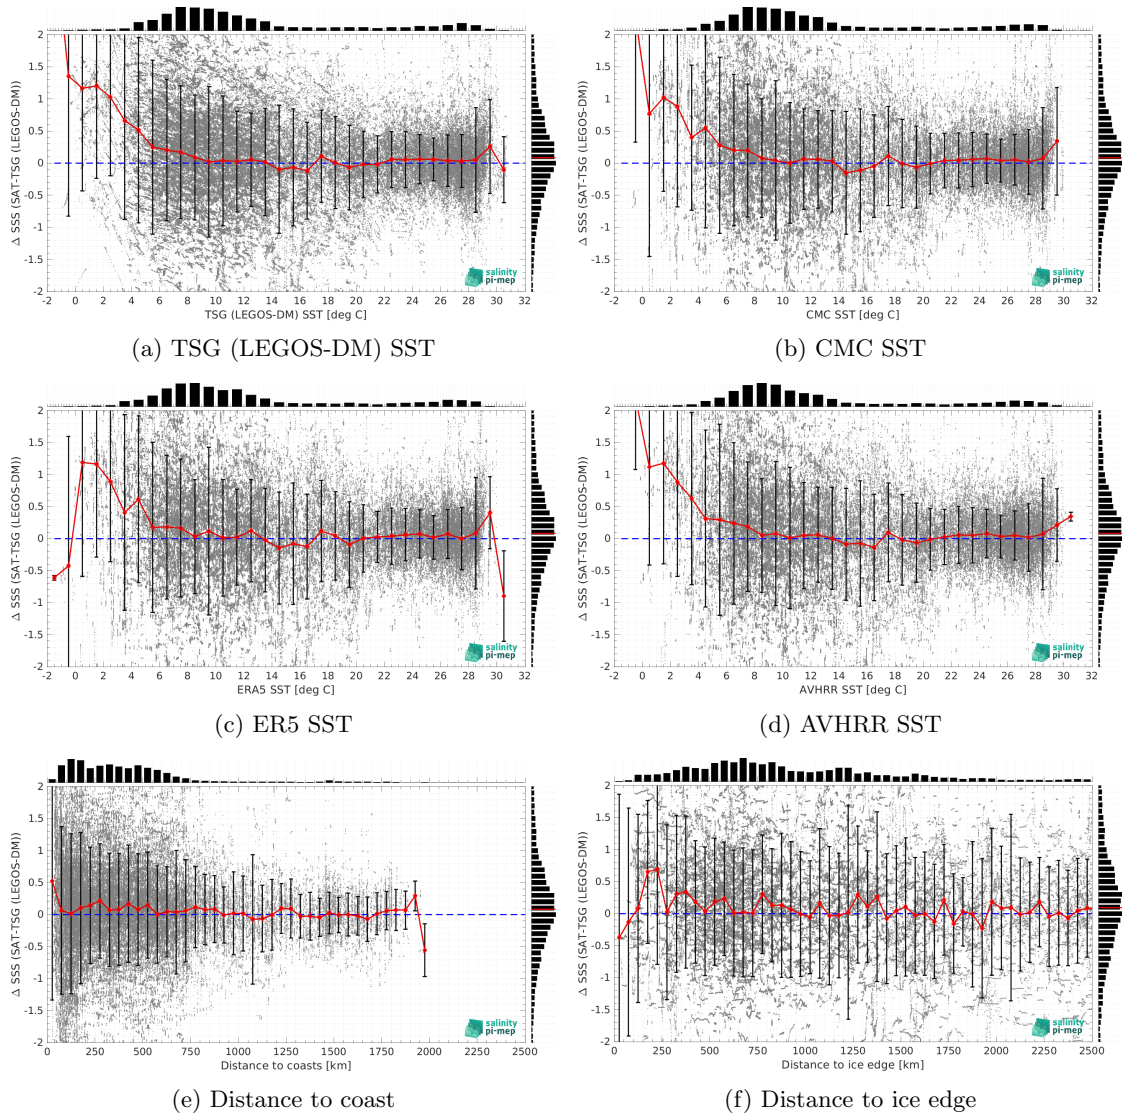 2
1.5
1
0.5
0
-0.5
-1
-1.5
-2
Δ SSS (SAT-TSG (LEGOS-DM))
-2 0 2 4 6 8 10 12 14 16 18 20 22 24 26 28 30 32
TSG (LEGOS-DM) SST [deg C]
salinity
pi-mep
(a) TSG (LEGOS-DM) SST
2
1.5
1
0.5
0
-0.5
-1
-1.5
-2
Δ SSS (SAT-TSG (LEGOS-DM))
-2 0 2 4 6 8 10 12 14 16 18 20 22 24 26 28 30 32
CMC SST [deg C]
salinity
pi-mep
(b) CMC SST
2
1.5
1
0.5
0
-0.5
-1
-1.5
-2
Δ SSS (SAT-TSG (LEGOS-DM))
-2 0 2 4 6 8 10 12 14 16 18 20 22 24 26 28 30 32
ERA5 SST [deg C]
salinity
pi-mep
(c) ER5 SST
2
1.5
1
0.5
0
-0.5
-1
-1.5
-2
Δ SSS (SAT-TSG (LEGOS-DM))
-2 0 2 4 6 8 10 12 14 16 18 20 22 24 26 28 30 32
AVHRR SST [deg C]
salinity
pi-mep
(d) AVHRR SST
2
1.5
1
0.5
0
-0.5
-1
-1.5
-2
Δ SSS (SAT-TSG (LEGOS-DM))
0 250 500 750 1000 1250 1500 1750 2000 2250 2500
Distance to coasts [km]
salinity
pi-mep
(e) Distance to coast
2
1.5
1
0.5
0
-0.5
-1
-1.5
-2
Δ SSS (SAT-TSG (LEGOS-DM))
0 250 500 750 1000 1250 1500 1750 2000 2250 2500
Distance to ice edge [km]
salinity
pi-mep
(f) Distance to ice edge